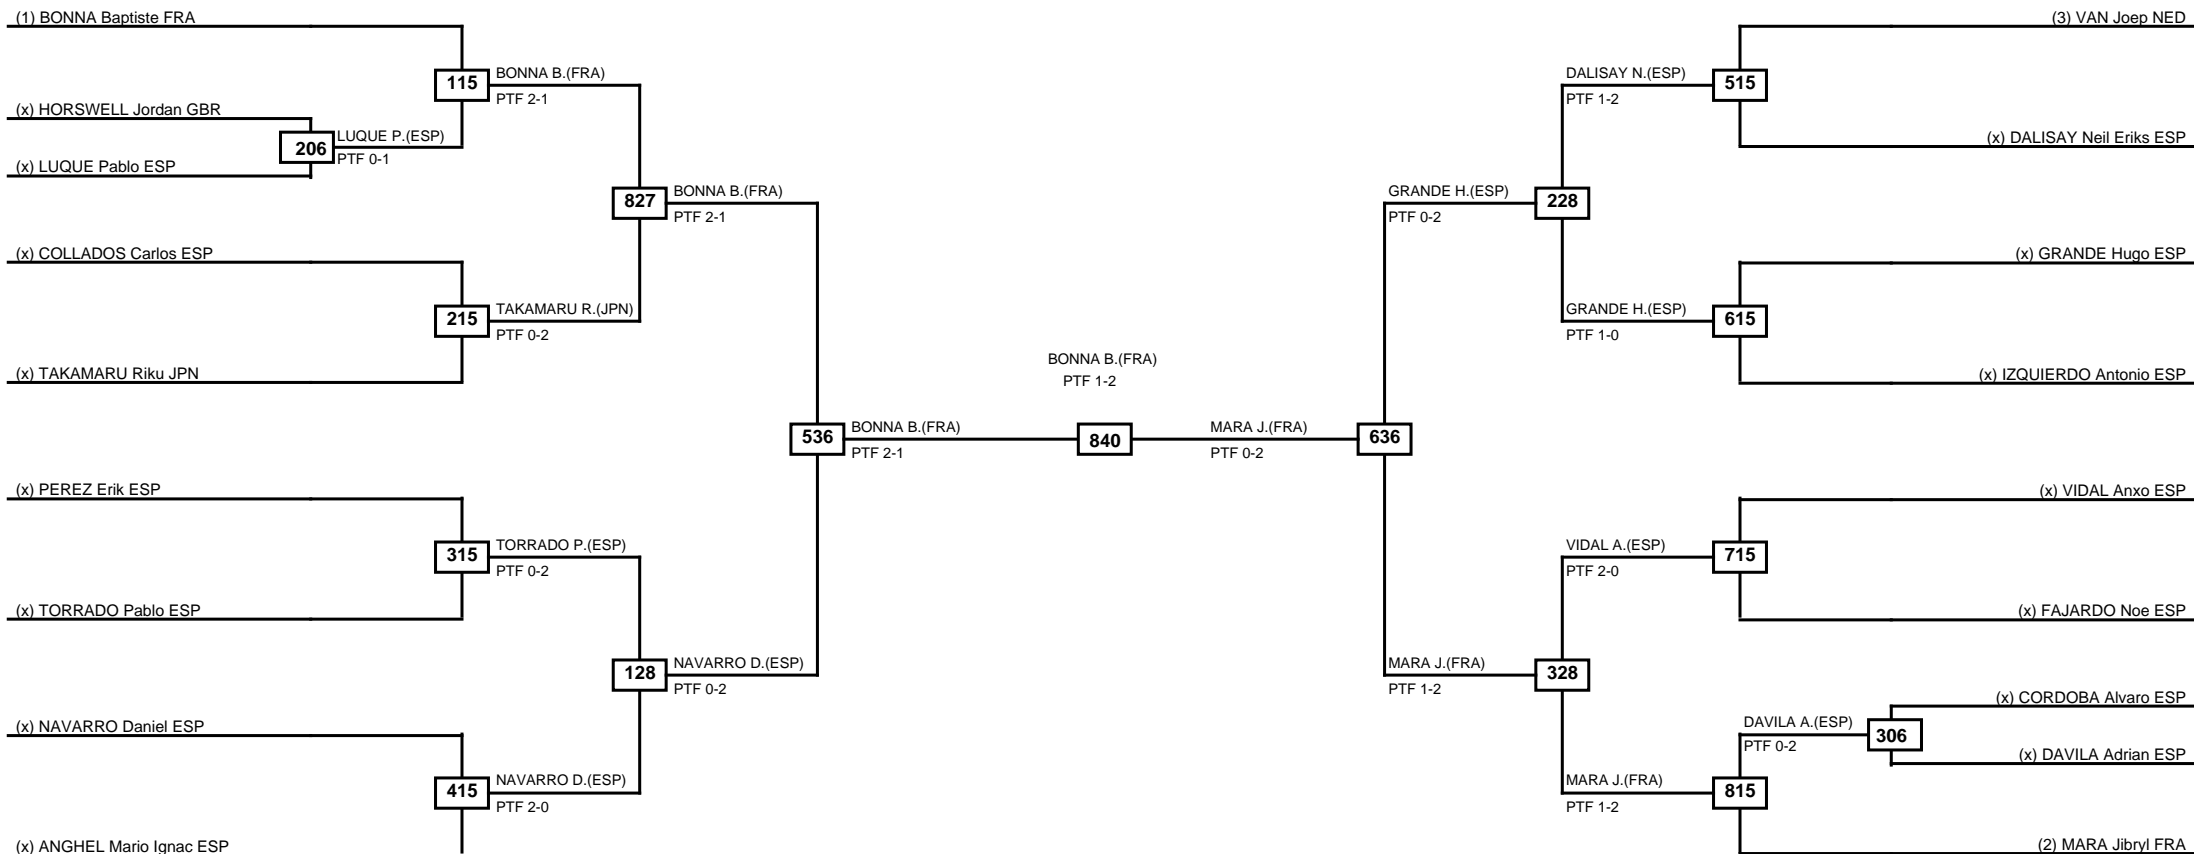 (1) BONNA Baptiste FRA
(x) HORSWELL Jordan GBR
(x) LUQUE Pablo ESP
(x) COLLADOS Carlos ESP
(x) TAKAMARU Riku JPN
(x) PEREZ Erik ESP
(x) TORRADO Pablo ESP
(x) NAVARRO Daniel ESP
(x) ANGHEL Mario Ignac ESP
206
LUQUE P.(ESP)
PTF 0-1
115
BONNA B.(FRA)
PTF 2-1
215
TAKAMARU R.(JPN)
PTF 0-2
315
TORRADO P.(ESP)
PTF 0-2
415
NAVARRO D.(ESP)
PTF 2-0
827
BONNA B.(FRA)
PTF 2-1
128
NAVARRO D.(ESP)
PTF 0-2
536
BONNA B.(FRA)
PTF 2-1
BONNA B.(FRA)
PTF 1-2
840
MARA J.(FRA)
PTF 0-2
636
GRANDE H.(ESP)
PTF 0-2
228
MARA J.(FRA)
PTF 1-2
328
DALISAY N.(ESP)
PTF 1-2
515
GRANDE H.(ESP)
PTF 1-0
615
VIDAL A.(ESP)
PTF 2-0
715
MARA J.(FRA)
PTF 1-2
815
DAVILA A.(ESP)
PTF 0-2
306
(3) VAN Joep NED
(x) DALISAY Neil Eriks ESP
(x) GRANDE Hugo ESP
(x) IZQUIERDO Antonio ESP
(x) VIDAL Anxo ESP
(x) FAJARDO Noe ESP
(x) CORDOBA Alvaro ESP
(x) DAVILA Adrian ESP
(2) MARA Jibryl FRA